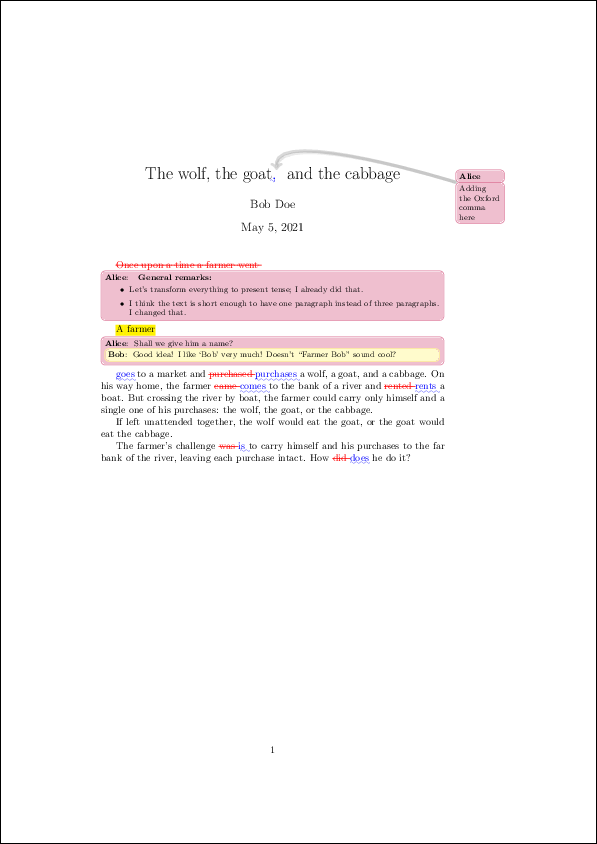 The wolf, the goat, and the cabbage
Alice
Adding
the Oxford
comma
here
Bob Doe
May 5, 2021
Once upon a time a farmer went
Alice: General remarks:
• Let's transform everything to present tense; I already did that.
• I think the text is short enough to have one paragraph instead of three paragraphs.
I changed that.
A farmer
Alice: Shall we give him a name?
Bob: Good idea! I like ‘Bob’ very much! Doesn't “Farmer Bob” sound cool?
goes to a market and purchased purchases a wolf, a goat, and a cabbage. On
his way home, the farmer came comes to the bank of a river and rented rents a
boat. But crossing the river by boat, the farmer could carry only himself and a
single one of his purchases: the wolf, the goat, or the cabbage.
If left unattended together, the wolf would eat the goat, or the goat would
eat the cabbage.
The farmer's challenge was is to carry himself and his purchases to the far
bank of the river, leaving each purchase intact. How did does he do it?
1